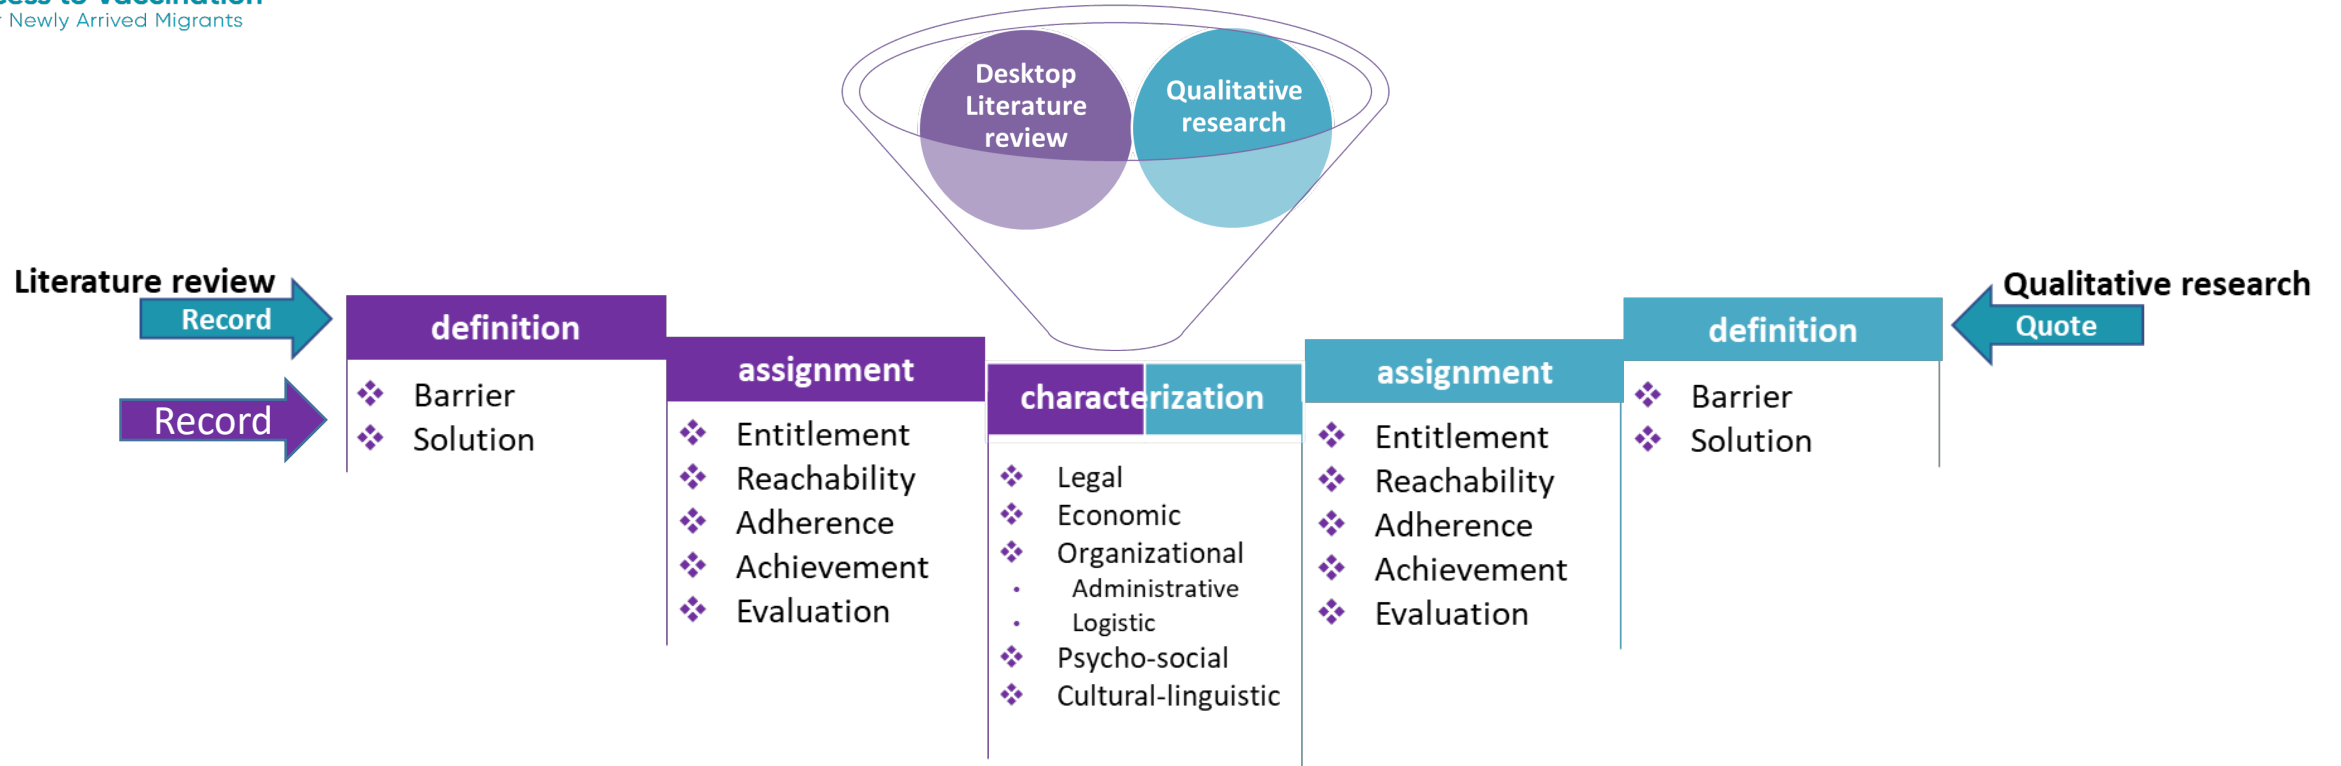 to Vaccination
Newly Arrived Migrants
Desktop
Literature
review
Qualitative
research
Literature review
Record
Record
definition
Barrier
Solution
assignment
Entitlement
Reachability
Adherence
Achievement
Evaluation
characterization
Legal
Economic
Organizational
Administrative
Logistic
Psycho-social
Cultural-linguistic
assignment
Entitlement
Reachability
Adherence
Achievement
Evaluation
definition
Barrier
Solution
Qualitative research
Quote